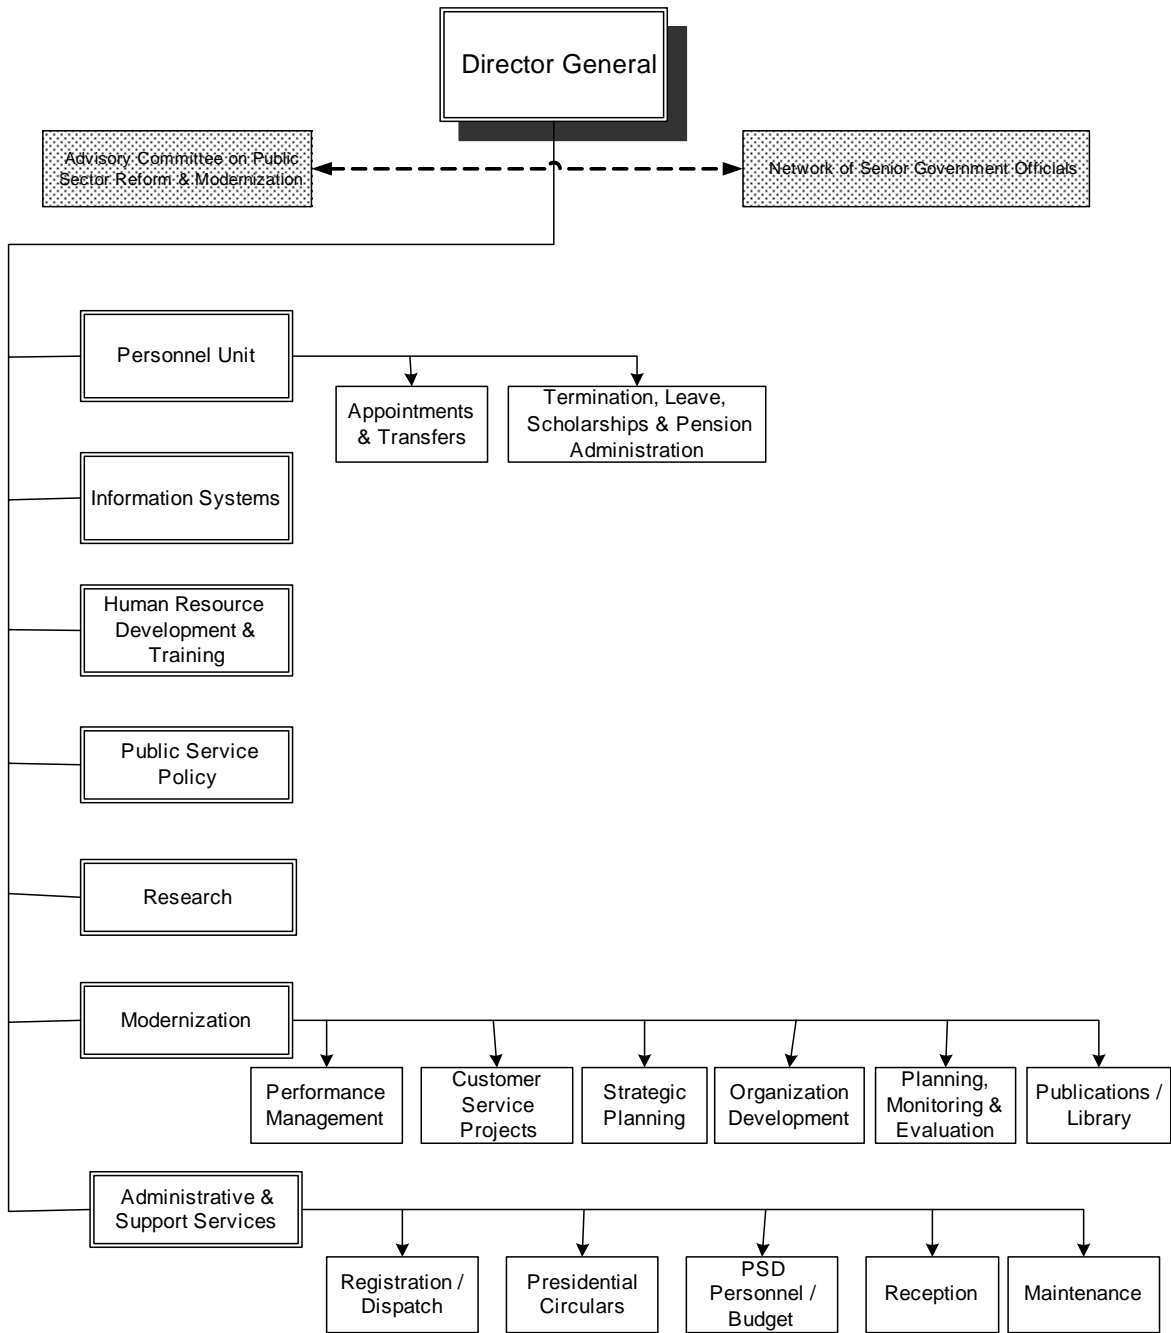 Director General
Advisory Committee on Public
Sector Reform & Modernization
Network of Senior Government Officials
Personnel Unit
Appointments
& Transfers
Termination, Leave,
Scholarships & Pension
Administration
Information Systems
Human Resource
Development &
Training
Public Service
Policy
Research
Modernization
Performance
Management
Customer
Service
Projects
Strategic
Planning
Organization
Development
Planning,
Monitoring &
Evaluation
Publications /
Library
Administrative &
Support Services
Registration /
Dispatch
Presidential
Circulars
PSD
Personnel /
Budget
Reception
Maintenance